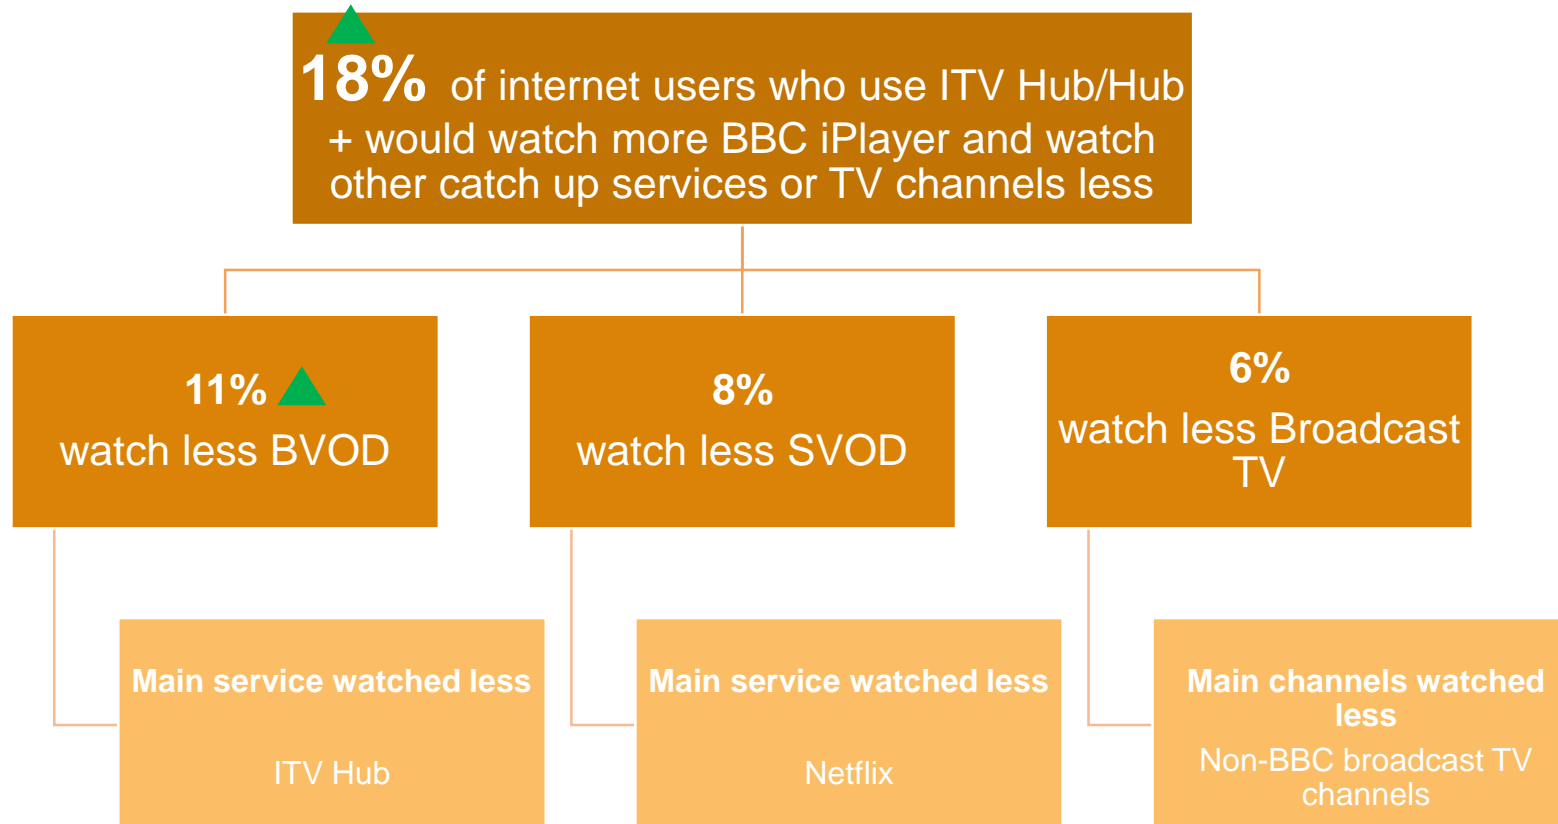 18% of internet users who use ITV Hub/Hub
+ would watch more BBC iPlayer and watch
other catch up services or TV channels less
11%
watch less BVOD
8%
watch less SVOD
6%
watch less Broadcast
TV
Main service watched less
ITV Hub
Main service watched less
Netflix
Main channels watched
less
Non-BBC broadcast TV
channels